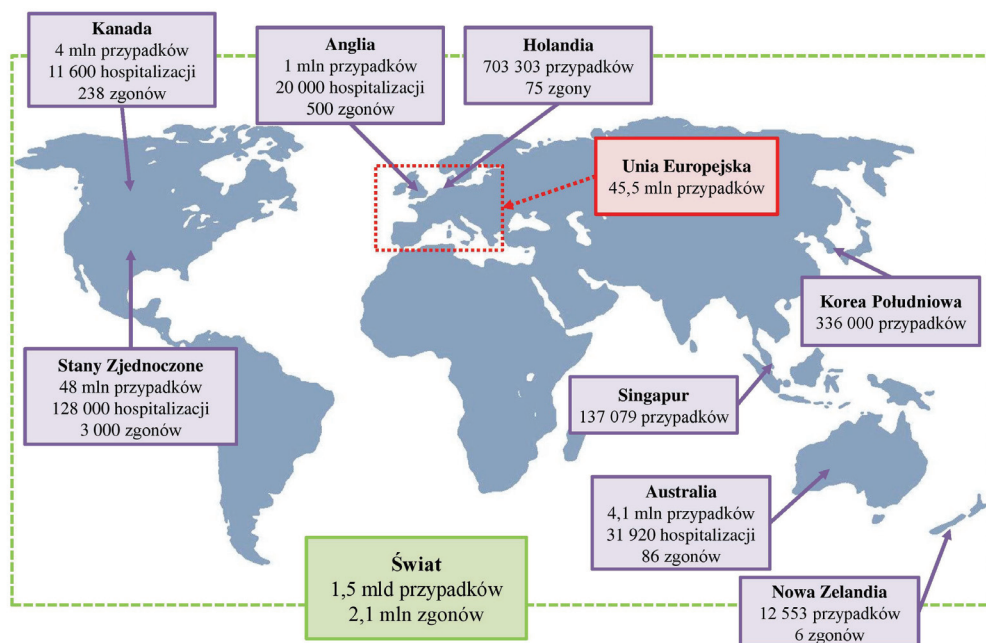 Kanada
4 mln przypadków
11 600 hospitalizacji
238 zgonów
Anglia
1 mln przypadków
20 000 hospitalizacji
500 zgonów
Holandia
703 303 przypadków
75 zgony
Unia Europejska
45,5 mln przypadków
Korea Południowa
336 000 przypadków
Stany Zjednoczone
48 mln przypadków
128 000 hospitalizacji
3 000 zgonów
Singapur
137 079 przypadków
Australia
4,1 mln przypadków
31 920 hospitalizacji
86 zgonów
Świat
1,5 mld przypadków
2,1 mln zgonów
Nowa Zelandia
12 553 przypadków
6 zgonów